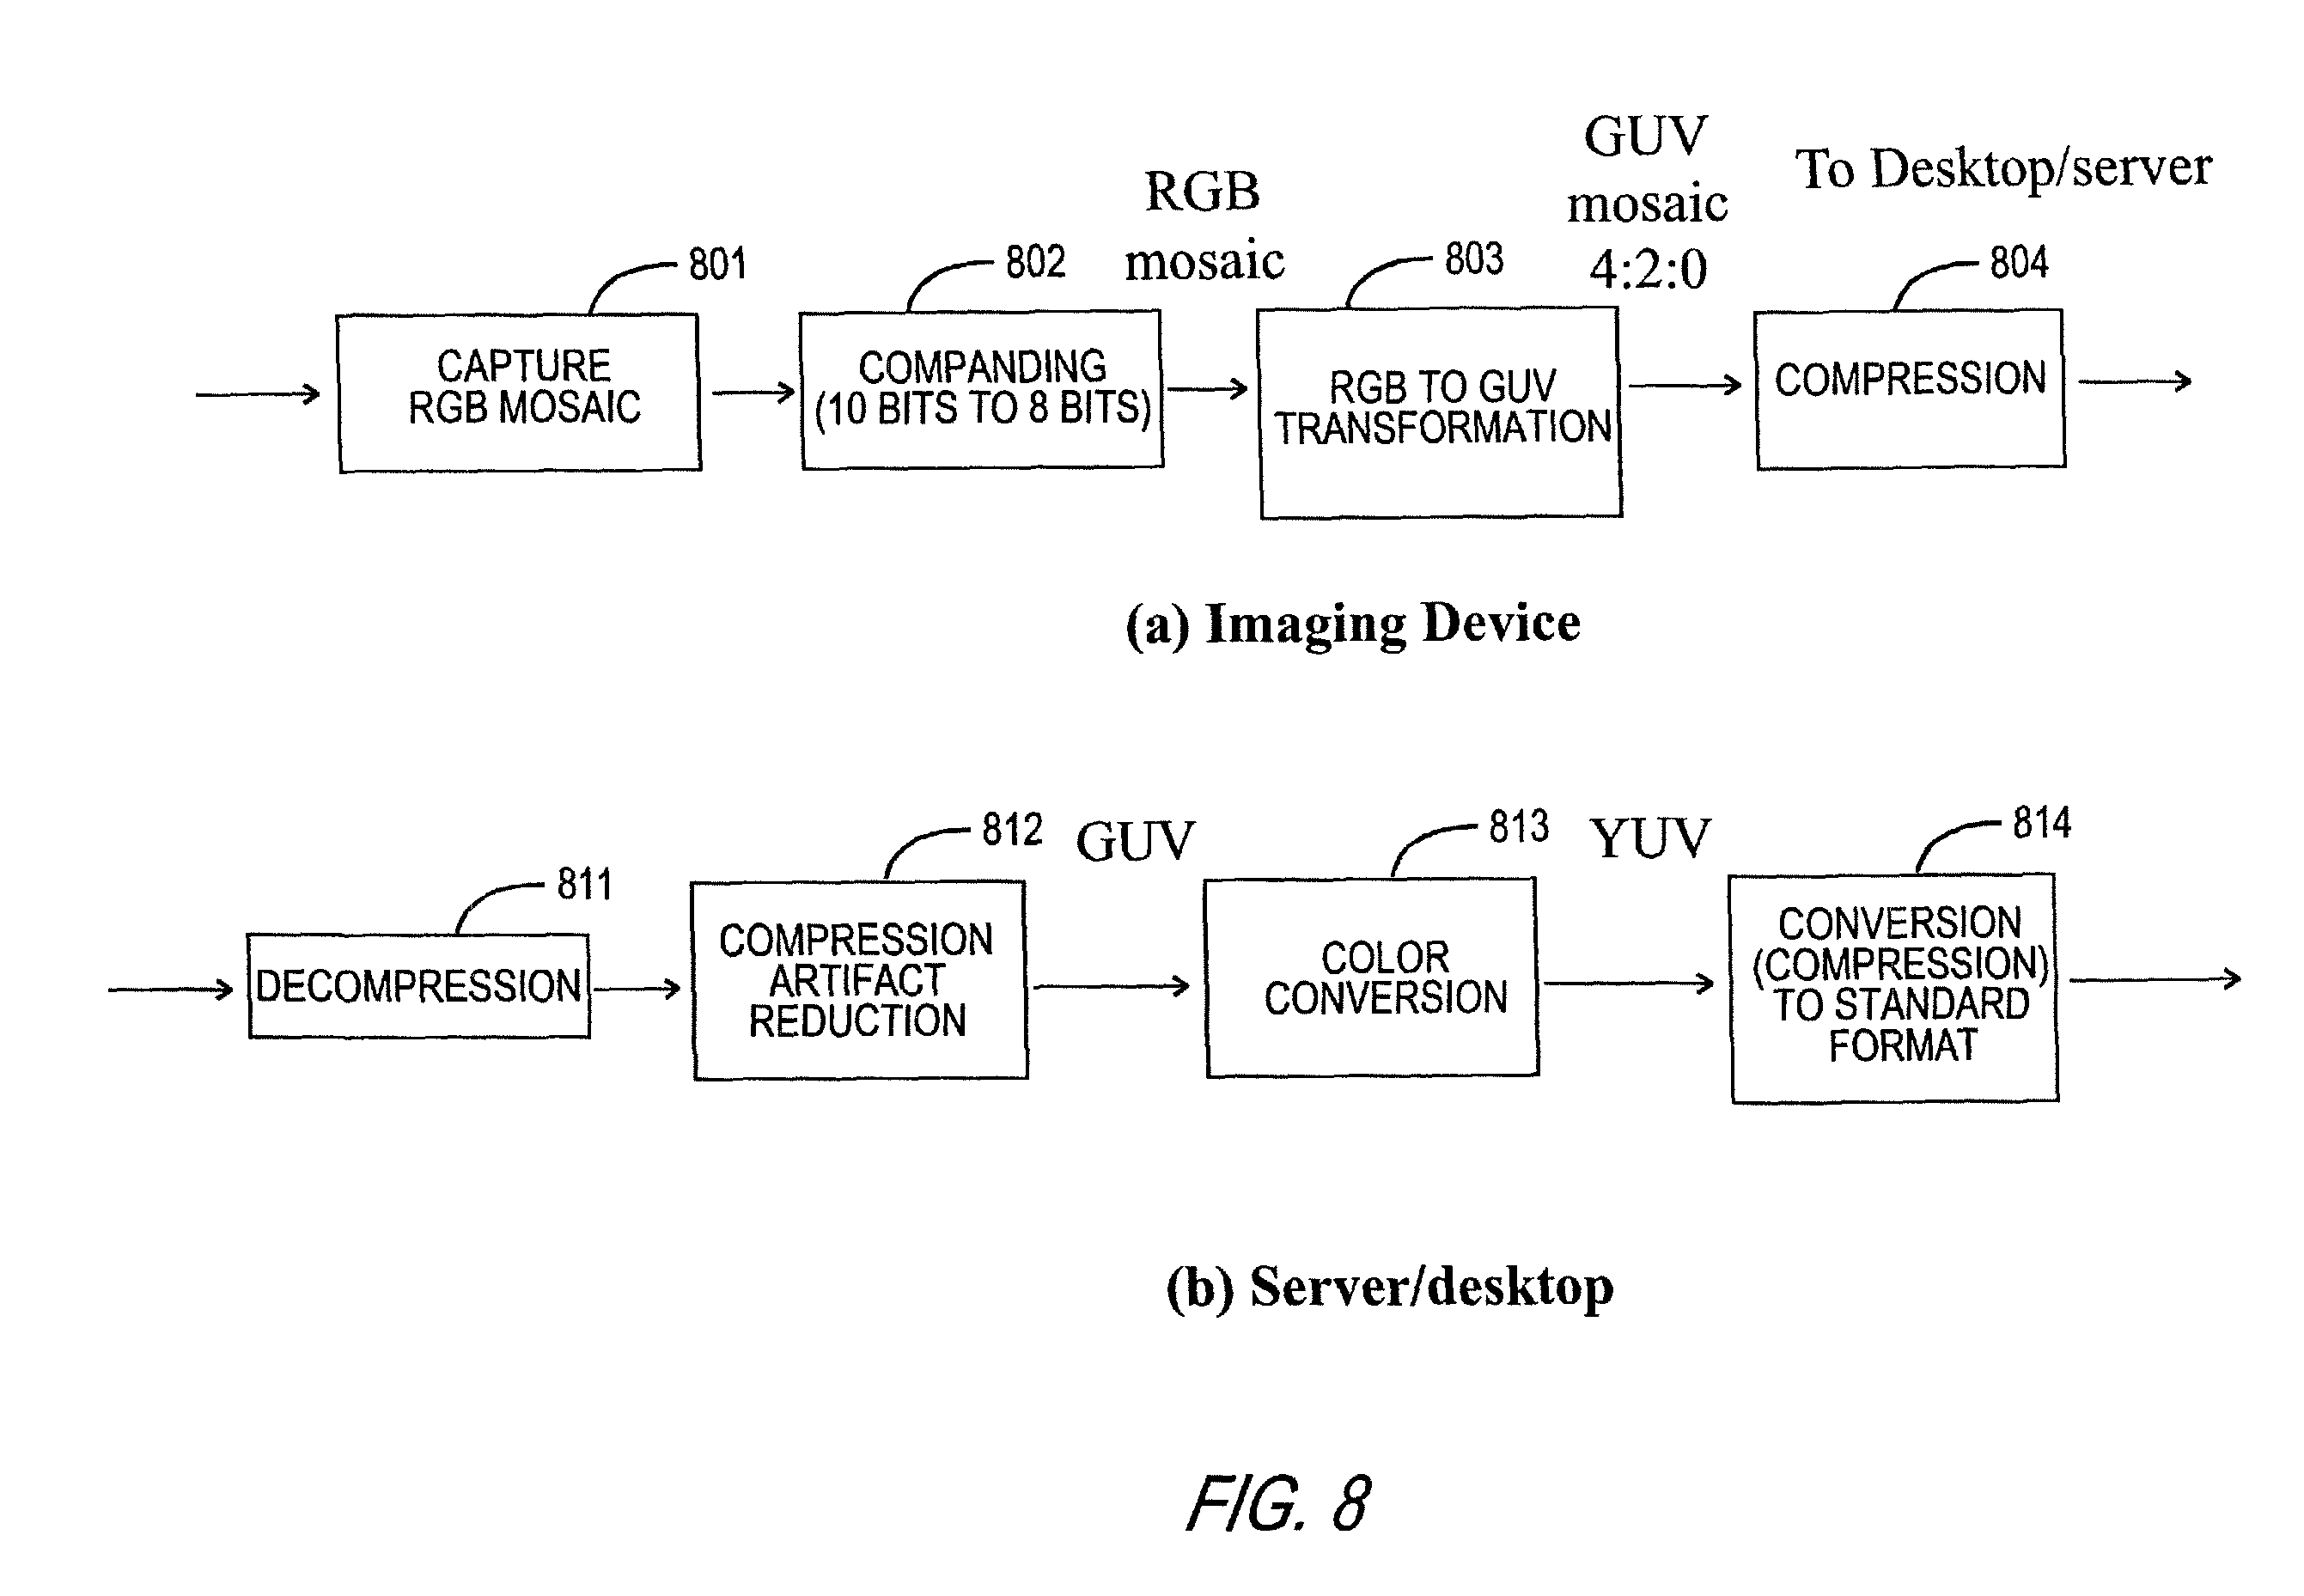 GUV
mosaic
4:2:0
To Desktop/server
RGB
mosaic
801
802
803
804
CAPTURE
RGB MOSAIC
COMPANDING
(10 BITS TO 8 BITS)
RGB TO GUV
TRANSFORMATION
COMPRESSION
(a) Imaging Device
811
812
GUV
813
YUV
814
DECOMPRESSION
COMPRESSION
ARTIFACT
REDUCTION
COLOR
CONVERSION
CONVERSION
(COMPRESSION)
TO STANDARD
FORMAT
(b) Server/desktop
FIG. 8